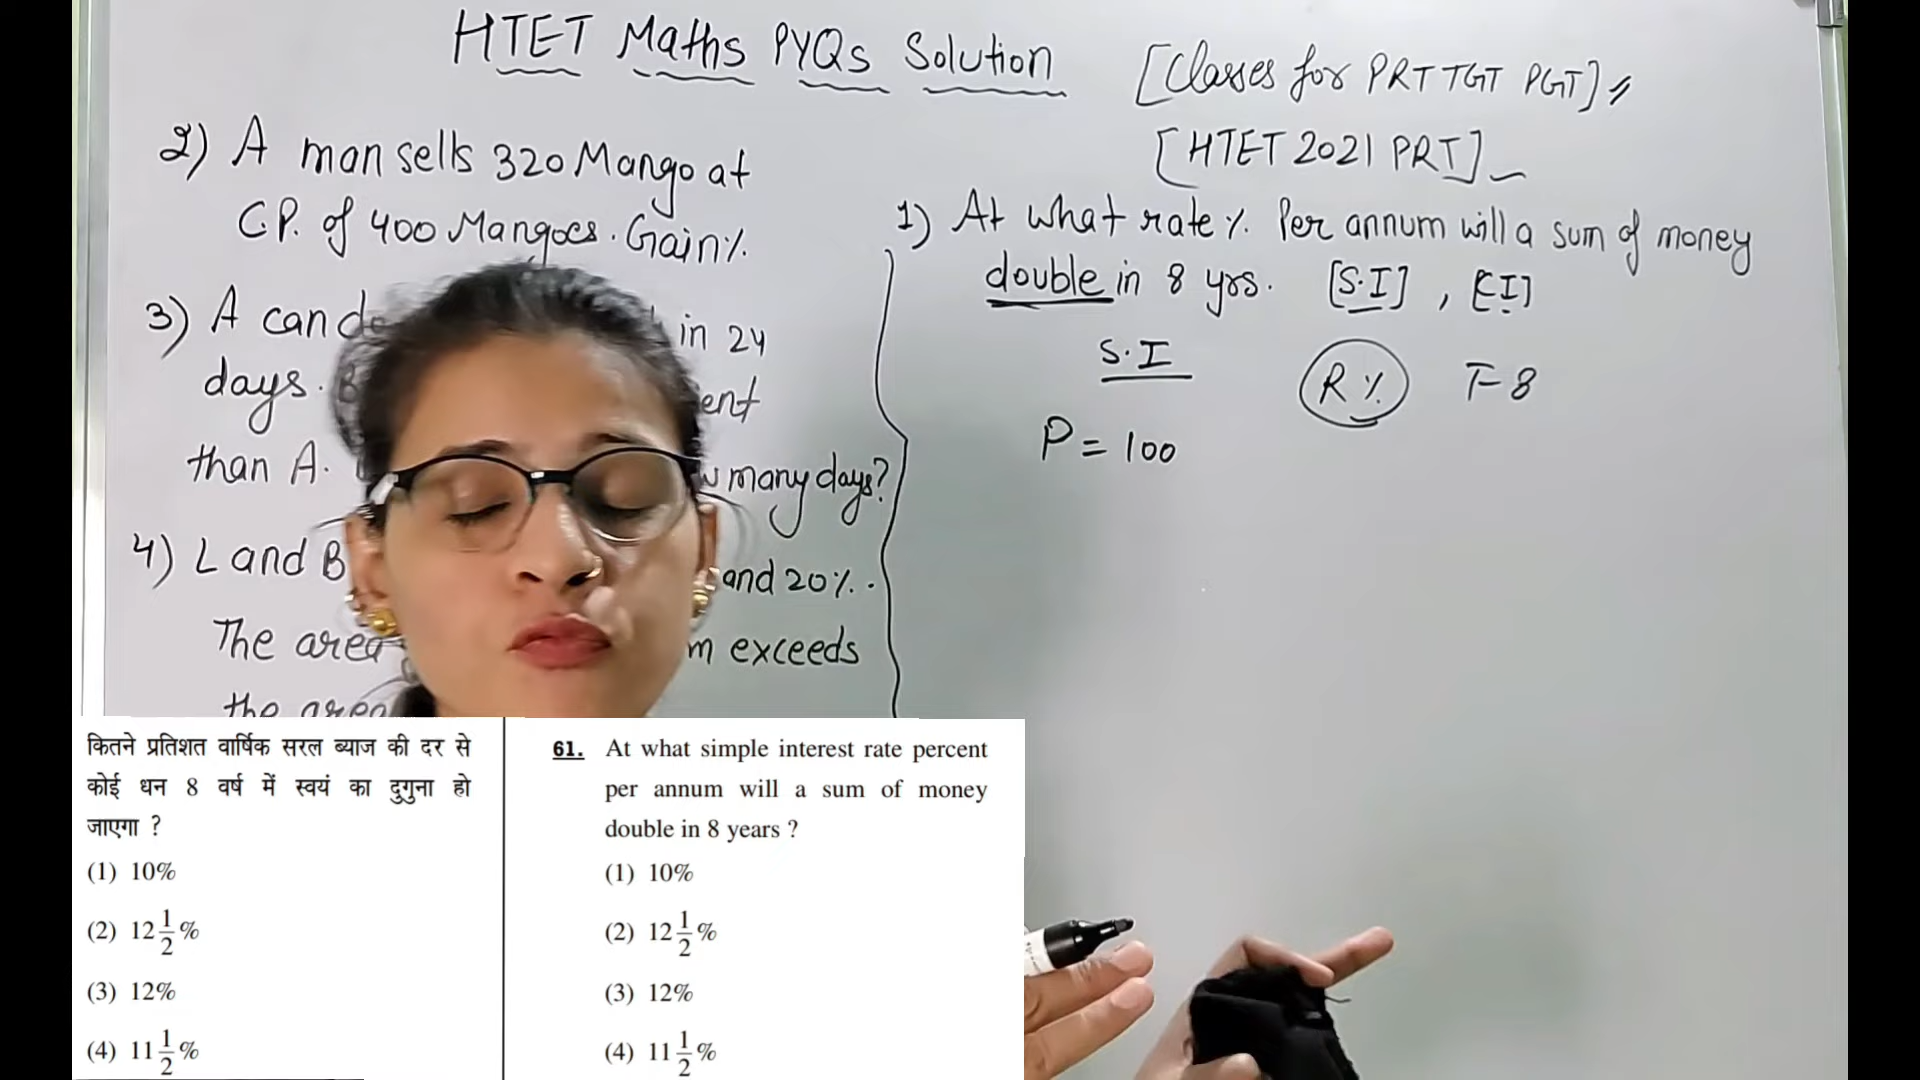 HTET Maths PYQs Solution
[Classes for PRT TGT PGT]
[HTET 2021 PRT]
2) A man sells 320 Mango at
C.P. of 400 Mangoes. Gain%.
3) A can do in 24
days. B ent
than A. many days?
4) L and B and 20%.
The area exceeds
the area
1) At what rate % Per annum will a sum of money
double in 8 yrs. [S.I], [C.I]
S.I R% T-8
P = 100
कितने प्रतिशत वार्षिक सरल ब्याज की दर से
कोई धन 8 वर्ष में स्वयं का दुगुना हो
जाएगा ?
(1) 10%
(2) 12 1/2 %
(3) 12%
(4) 11 1/2 %
61. At what simple interest rate percent
per annum will a sum of money
double in 8 years ?
(1) 10%
(2) 12 1/2 %
(3) 12%
(4) 11 1/2 %